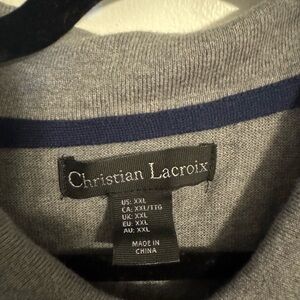 Christian Lacroix
US: XXL
CA: XXL/TTG
UK: XXL
EU: XXL
AU: XXL
MADE IN
CHINA